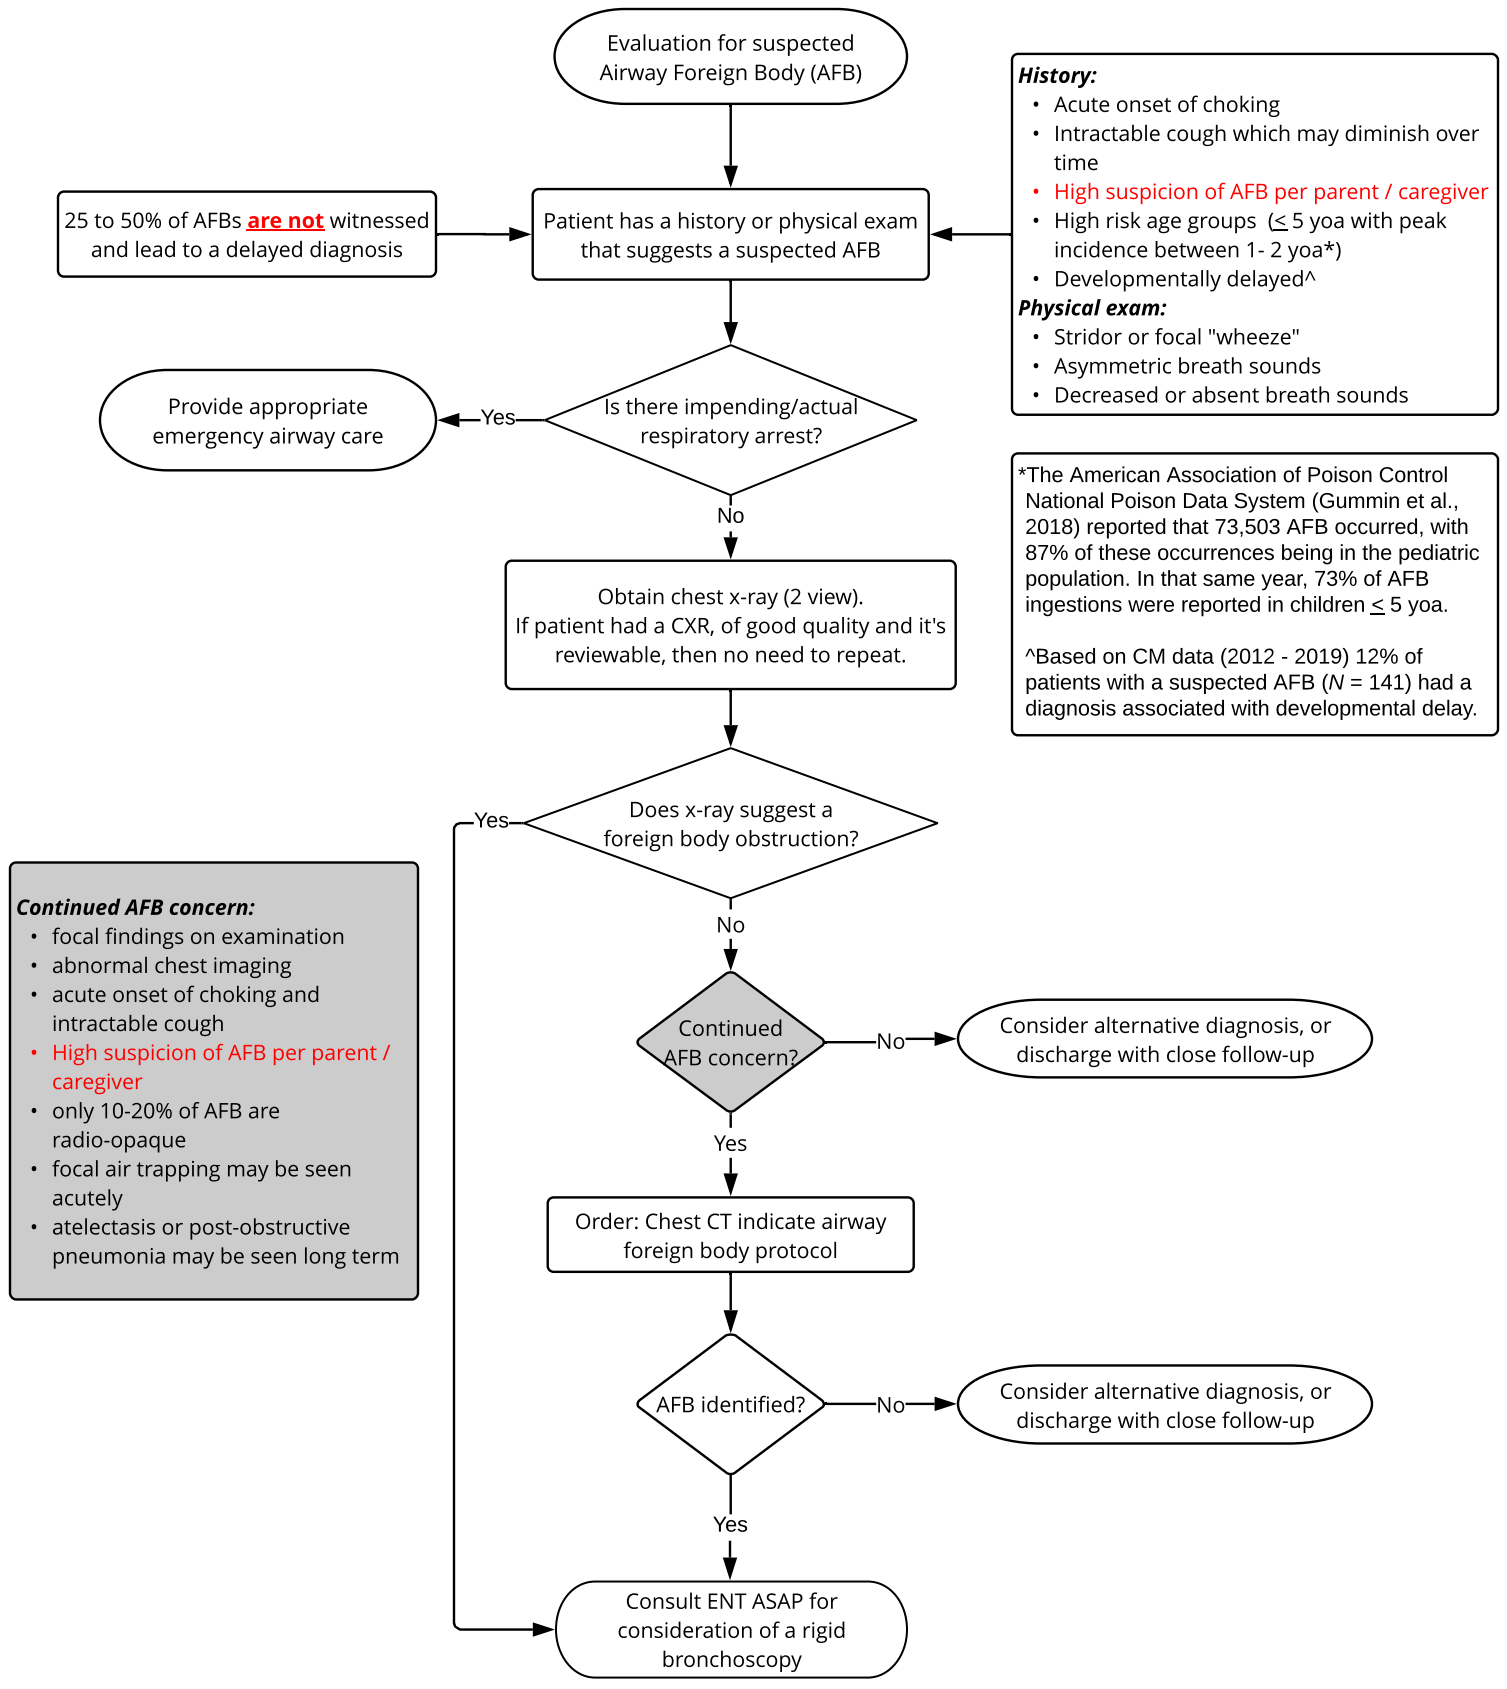 Evaluation for suspected
Airway Foreign Body (AFB)
History:
• Acute onset of choking
• Intractable cough which may diminish over
time
• High suspicion of AFB per parent / caregiver
• High risk age groups (< 5 yoa with peak
incidence between 1- 2 yoa*)
• Developmentally delayed^
Physical exam:
• Stridor or focal "wheeze"
• Asymmetric breath sounds
• Decreased or absent breath sounds
25 to 50% of AFBs are not witnessed
and lead to a delayed diagnosis
Patient has a history or physical exam
that suggests a suspected AFB
Is there impending/actual
respiratory arrest?
Yes
Provide appropriate
emergency airway care
No
*The American Association of Poison Control
National Poison Data System (Gummin et al.,
2018) reported that 73,503 AFB occurred, with
87% of these occurrences being in the pediatric
population. In that same year, 73% of AFB
ingestions were reported in children < 5 yoa.
^Based on CM data (2012 - 2019) 12% of
patients with a suspected AFB (N = 141) had a
diagnosis associated with developmental delay.
Obtain chest x-ray (2 view).
If patient had a CXR, of good quality and it's
reviewable, then no need to repeat.
Does x-ray suggest a
foreign body obstruction?
Yes
No
Continued AFB concern:
• focal findings on examination
• abnormal chest imaging
• acute onset of choking and
intractable cough
• High suspicion of AFB per parent /
caregiver
• only 10-20% of AFB are
radio-opaque
• focal air trapping may be seen
acutely
• atelectasis or post-obstructive
pneumonia may be seen long term
Continued
AFB concern?
No
Consider alternative diagnosis, or
discharge with close follow-up
Yes
Order: Chest CT indicate airway
foreign body protocol
AFB identified?
No
Consider alternative diagnosis, or
discharge with close follow-up
Yes
Consult ENT ASAP for
consideration of a rigid
bronchoscopy